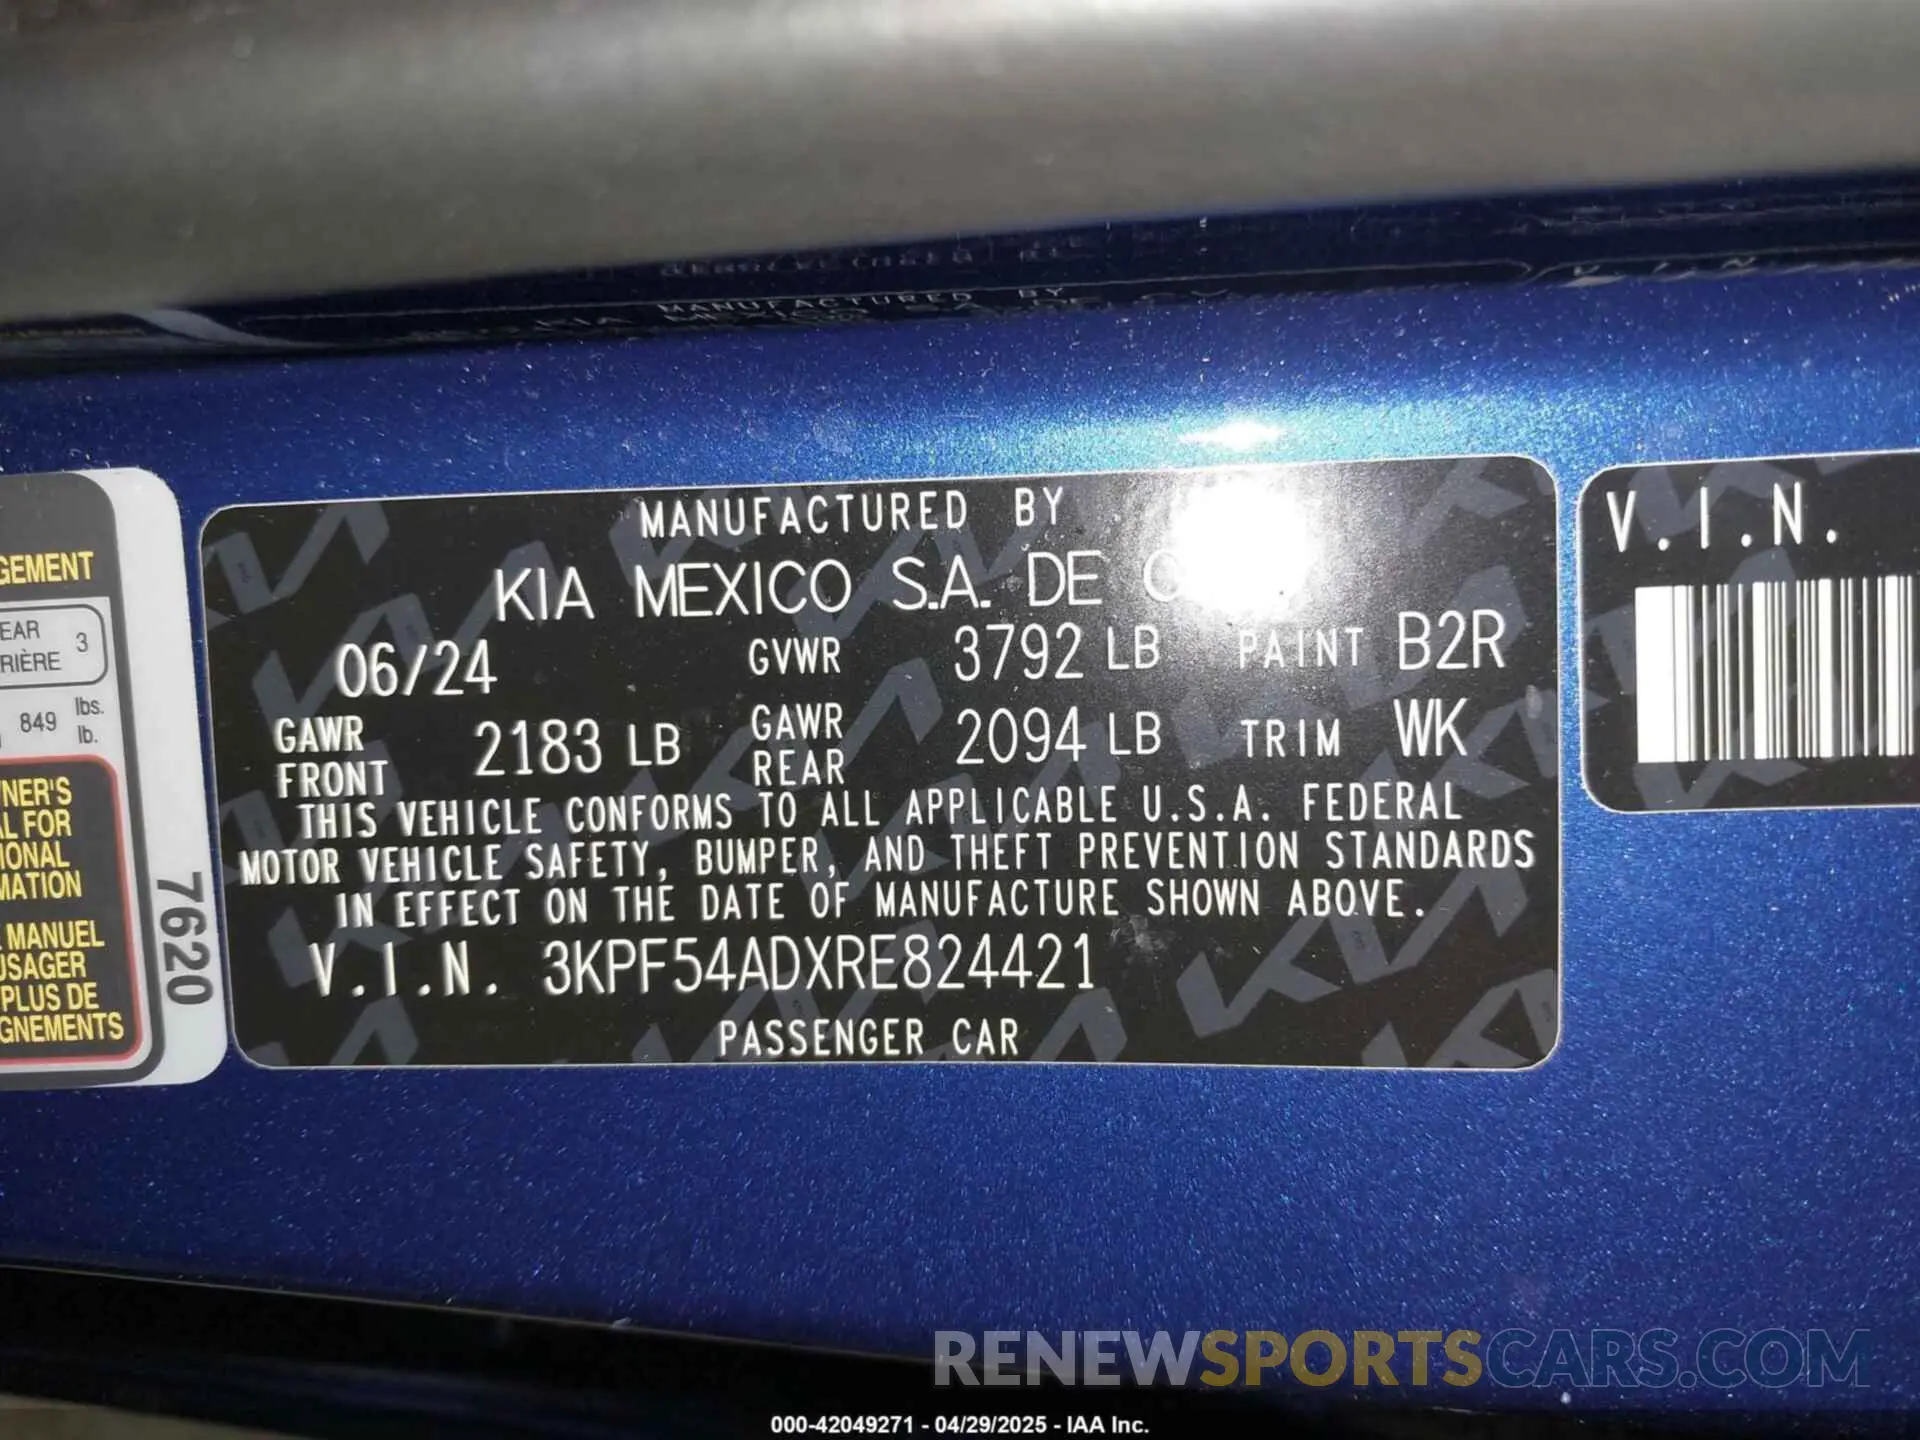 GEMENT
EAR
RIÈRE 3
849 lbs.
lb.
NER'S
L FOR
IONAL
MATION
MANUEL
USAGER
PLUS DE
GNEMENTS
7620
MANUFACTURED BY
KIA MEXICO S.A. DE
06/24 GVWR 3792 LB PAINT B2R
GAWR FRONT 2183 LB GAWR REAR 2094 LB TRIM WK
THIS VEHICLE CONFORMS TO ALL APPLICABLE U.S.A. FEDERAL
MOTOR VEHICLE SAFETY, BUMPER, AND THEFT PREVENTION STANDARDS
IN EFFECT ON THE DATE OF MANUFACTURE SHOWN ABOVE.
V.I.N. 3KPF54ADXRE824421
PASSENGER CAR
V.I.N.
RENEWSPORTSCARS.COM
000-42049271 - 04/29/2025 - IAA Inc.